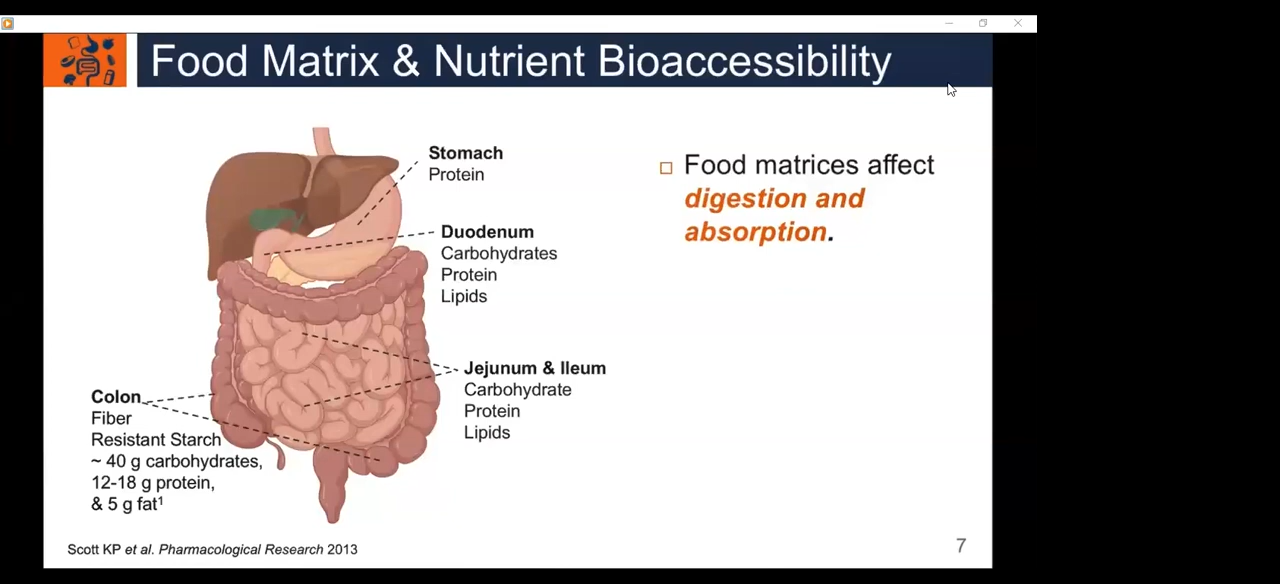 Food Matrix & Nutrient Bioaccessibility
Stomach
Protein
Duodenum
Carbohydrates
Protein
Lipids
Jejunum & Ileum
Carbohydrate
Protein
Lipids
Colon
Fiber
Resistant Starch
~ 40 g carbohydrates,
12-18 g protein,
& 5 g fat¹
Food matrices affect
digestion and
absorption.
Scott KP et al. Pharmacological Research 2013
7